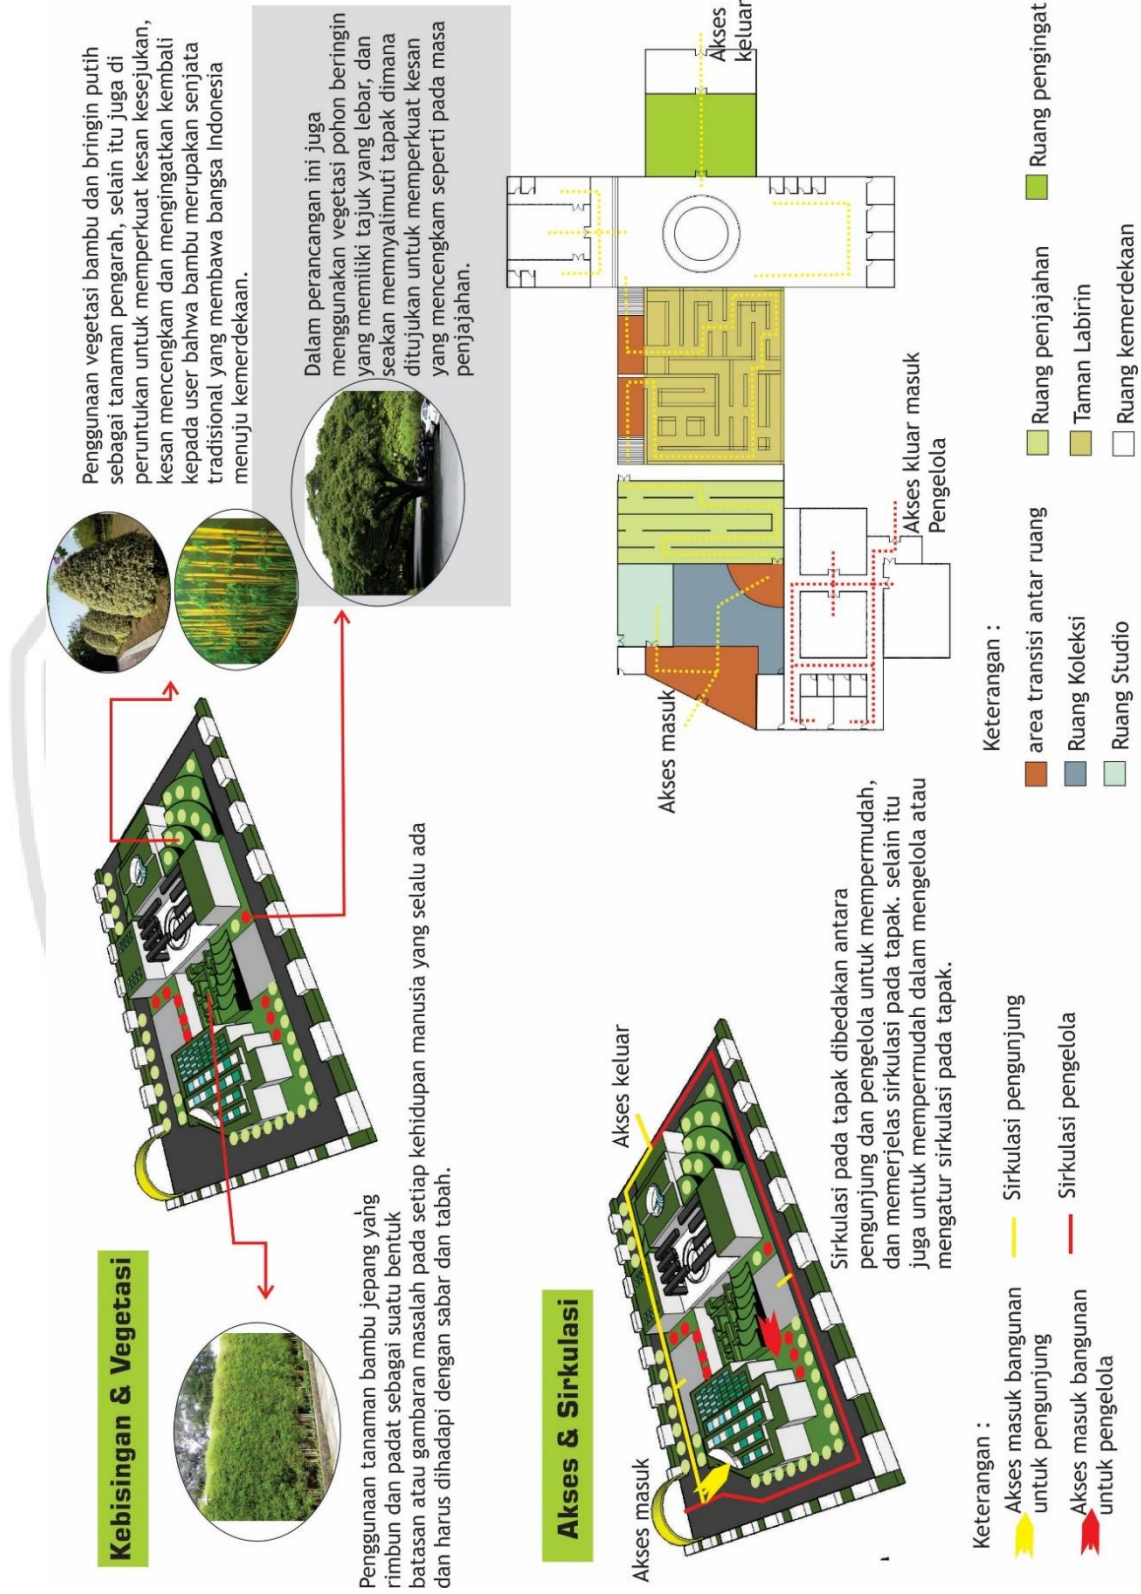 Kebisingan & Vegetasi
Penggunaan tanaman bambu jepang yang
rimbun dan padat sebagai suatu bentuk
batasan atau gambaran masalah pada setiap kehidupan manusia yang selalu ada
dan harus dihadapi dengan sabar dan tabah.
Penggunaan vegetasi bambu dan bringin putih
sebagai tanaman pengarah, selain itu juga di
peruntukan untuk memperkuat kesan kesejukan,
kesan mencengkam dan mengingatkan kembali
kepada user bahwa bambu merupakan senjata
tradisional yang membawa bangsa Indonesia
menuju kemerdekaan.
Dalam perancangan ini juga
menggunakan vegetasi pohon beringin
yang memiliki tajuk yang lebar, dan
seakan memnyalimuti tapak dimana
ditujukan untuk memperkuat kesan
yang mencengkam seperti pada masa
penjajahan.
Akses & Sirkulasi
Akses masuk
Akses keluar
Sirkulasi pada tapak dibedakan antara
pengunjung dan pengelola untuk mempermudah,
dan memerjelas sirkulasi pada tapak. selain itu
juga untuk mempermudah dalam mengelola atau
mengatur sirkulasi pada tapak.
Keterangan :
Akses masuk bangunan
untuk pengunjung
Akses masuk bangunan
untuk pengelola
Sirkulasi pengunjung
Sirkulasi pengelola
Akses masuk
Akses kluar masuk
Pengelola
Akses
keluar
Keterangan :
area transisi antar ruang
Ruang Koleksi
Ruang Studio
Ruang penjajahan
Taman Labirin
Ruang kemerdekaan
Ruang pengingat